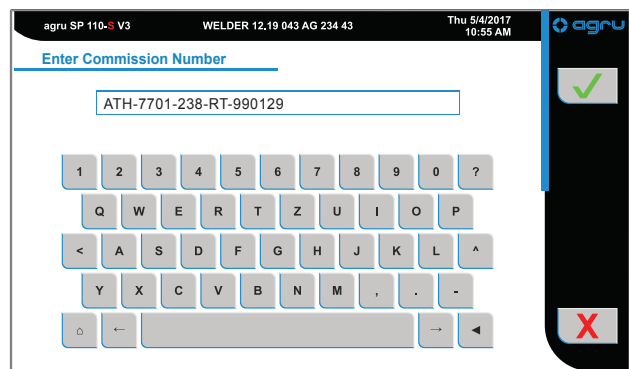 agru SP 110-S V3 WELDER 12.19 043 AG 234 43 Thu 5/4/2017
10:55 AM
agru
Enter Commission Number
ATH-7701-238-RT-990129
1 2 3 4 5 6 7 8 9 0 ?
Q W E R T Z U I O P
< A S D F G H J K L ^
Y X C V B N M , . -
⌂ ← → ◄
X